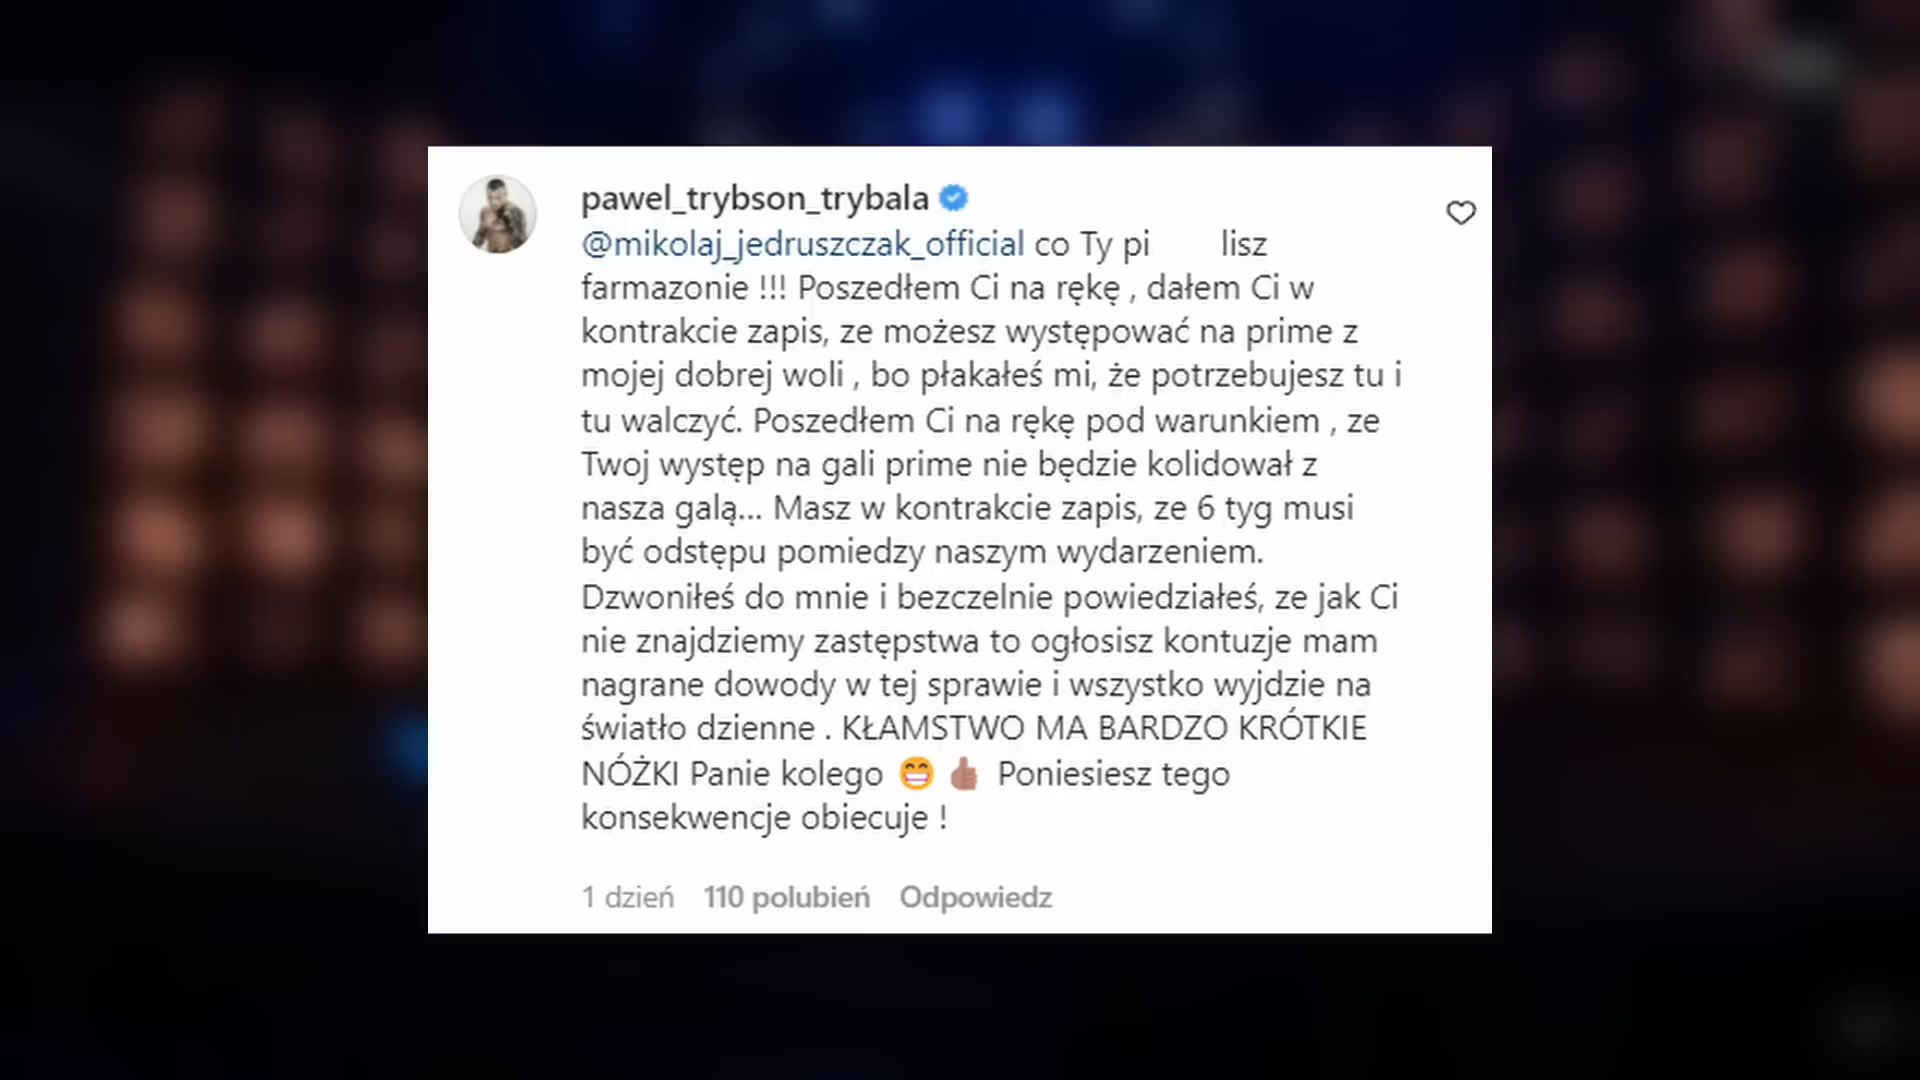 pawel_trybson_trybala
@mikolaj_jedruszczak_official co Ty pi lisz
farmazonie !!! Poszedłem Ci na rękę , dałem Ci w
kontrakcie zapis, ze możesz występować na prime z
mojej dobrej woli , bo płakałeś mi, że potrzebujesz tu i
tu walczyć. Poszedłem Ci na rękę pod warunkiem , ze
Twoj występ na gali prime nie będzie kolidował z
nasza galą... Masz w kontrakcie zapis, ze 6 tyg musi
być odstępu pomiedzy naszym wydarzeniem.
Dzwoniłeś do mnie i bezczelnie powiedziałeś, ze jak Ci
nie znajdziemy zastępstwa to ogłosisz kontuzje mam
nagrane dowody w tej sprawie i wszystko wyjdzie na
światło dzienne . KŁAMSTWO MA BARDZO KRÓTKIE
NÓŻKI Panie kolego 😁 👍🏽 Poniesiesz tego
konsekwencje obiecuje !
1 dzień 110 polubień Odpowiedz